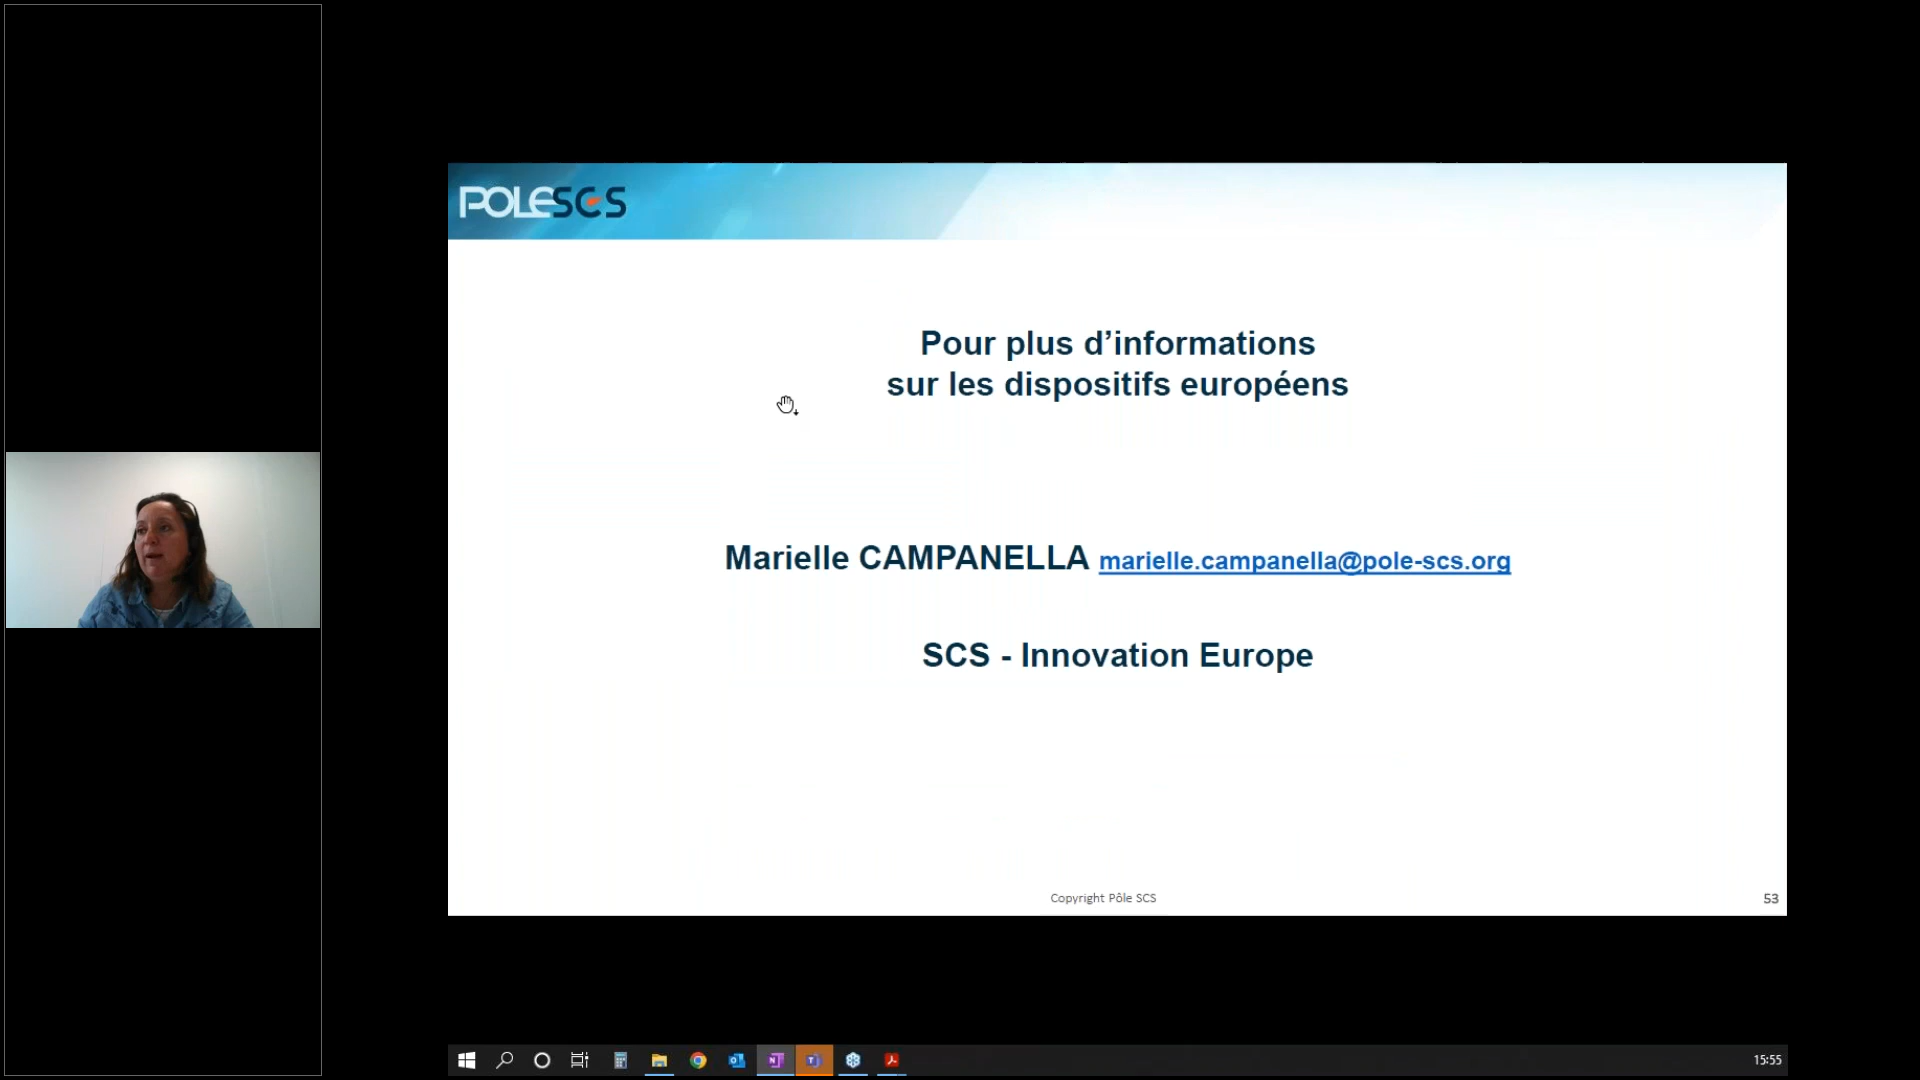 POLESCS
Pour plus d’informations
sur les dispositifs européens
Marielle CAMPANELLA marielle.campanella@pole-scs.org
SCS - Innovation Europe
Copyright Pôle SCS
53
15:55